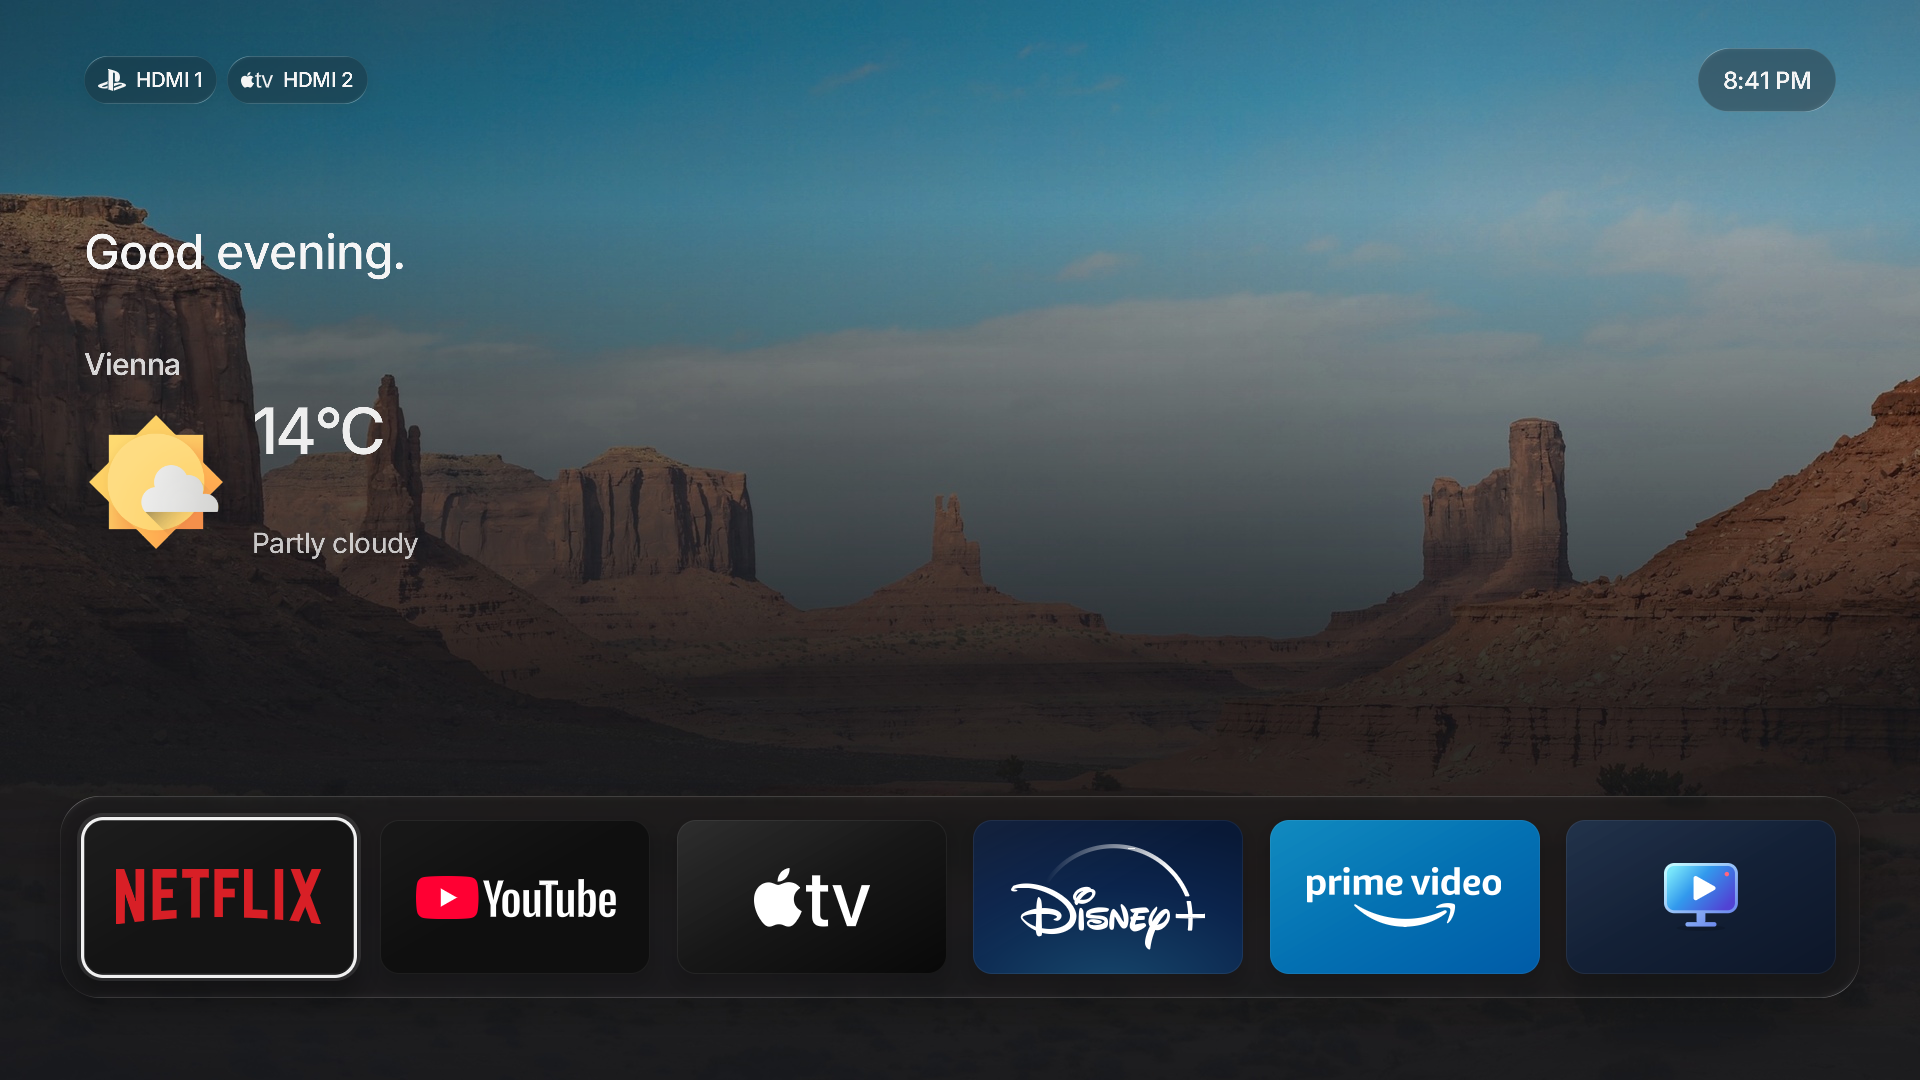 HDMI 1
tv HDMI 2
8:41 PM
Good evening.
Vienna
14°C
Partly cloudy
NETFLIX
YouTube
tv
Disney+
prime video